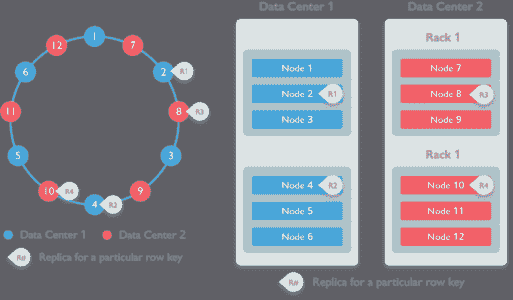 1
12
7
6
2
R1
11
8
R3
5
3
10
R4
4
R2
9
Data Center 1
Data Center 2
Replica for a particular row key
Data Center 1
Node 1
Node 2
R1
Node 3
Node 4
R2
Node 5
Node 6
Data Center 2
Rack 1
Node 7
Node 8
R3
Node 9
Rack 1
Node 10
R4
Node 11
Node 12
Replica for a particular row key